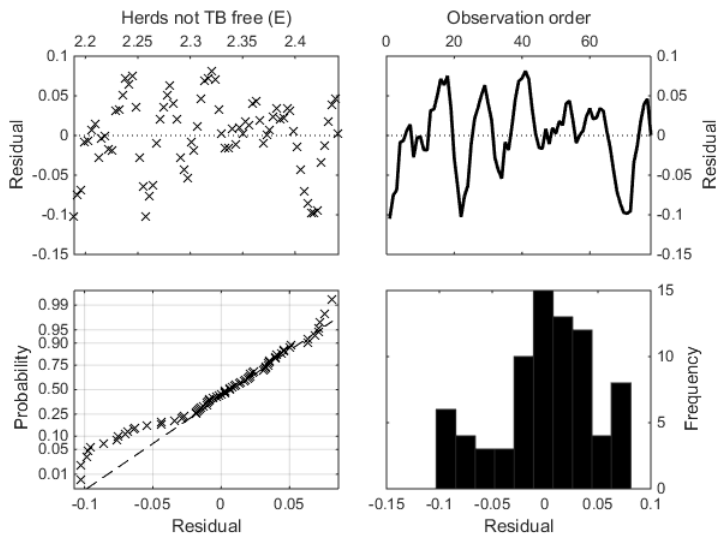 Herds not TB free (E)
2.2 2.25 2.3 2.35 2.4
0.1
0.05
0
-0.05
-0.1
-0.15
Residual
Observation order
0 20 40 60
0.1
0.05
0
-0.05
-0.1
-0.15
Residual
0.99
0.95
0.90
0.75
0.50
0.25
0.10
0.05
0.01
Probability
-0.1 -0.05 0 0.05
Residual
15
10
5
0
Frequency
-0.15 -0.1 -0.05 0 0.05 0.1
Residual